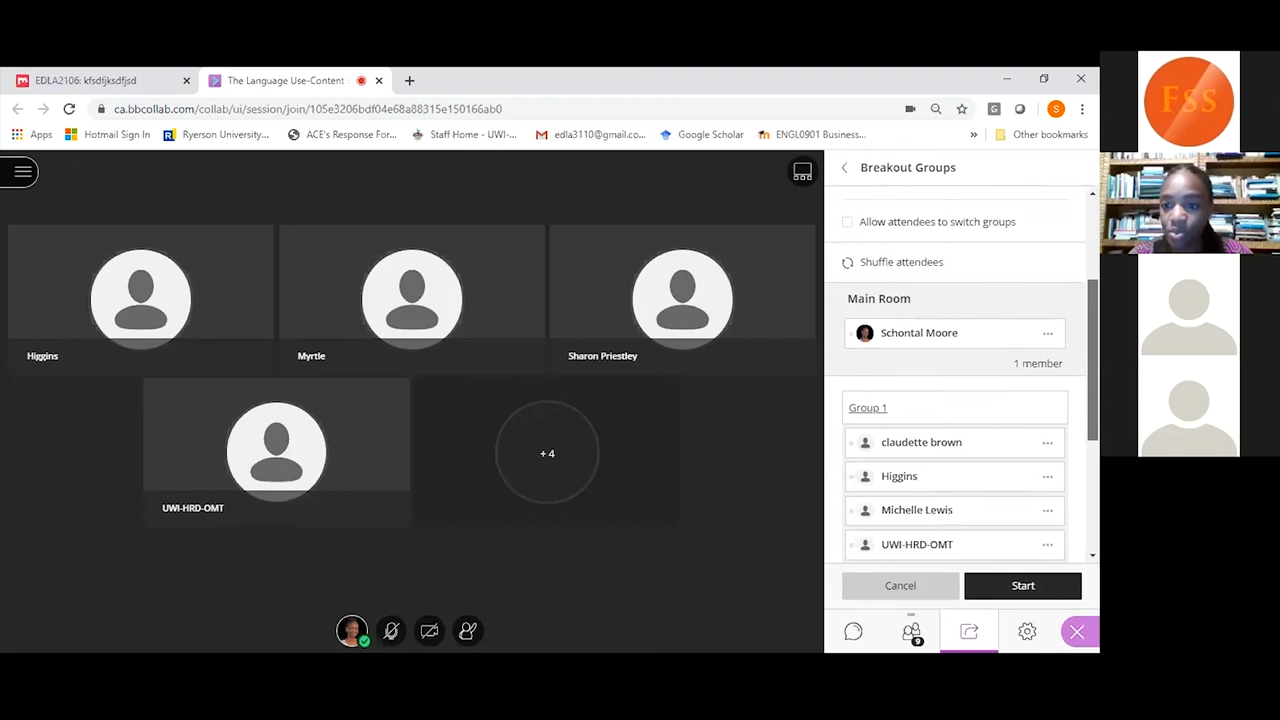 EDLA2106: kfsdfjksdfjsd
The Language Use-Content
ca.bbcollab.com/collab/ui/session/join/105e3206bdf04e68a88315e150166ab0
S
Apps
Hotmail Sign In
Ryerson University...
ACE's Response For...
Staff Home - UWI-...
edla3110@gmail.co...
Google Scholar
ENGL0901 Business...
»
Other bookmarks
FSS
Breakout Groups
Allow attendees to switch groups
Shuffle attendees
Main Room
Schontal Moore
1 member
Group 1
claudette brown
Higgins
Michelle Lewis
UWI-HRD-OMT
Cancel
Start
9
Higgins
Myrtle
Sharon Priestley
UWI-HRD-OMT
+ 4